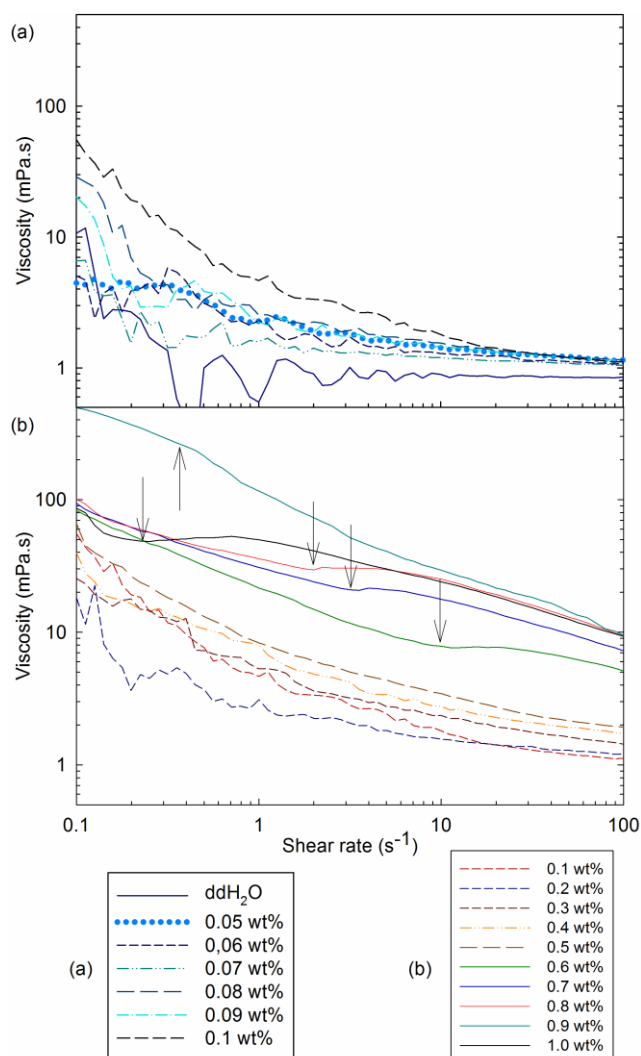 (a)
100
10
1
Viscosity (mPa.s)
(b)
100
10
1
Viscosity (mPa.s)
0.1 1 10 100
Shear rate (s-1)
(a)
ddH2O
0.05 wt%
0,06 wt%
0.07 wt%
0.08 wt%
0.09 wt%
0.1 wt%
(b)
0.1 wt%
0.2 wt%
0.3 wt%
0.4 wt%
0.5 wt%
0.6 wt%
0.7 wt%
0.8 wt%
0.9 wt%
1.0 wt%